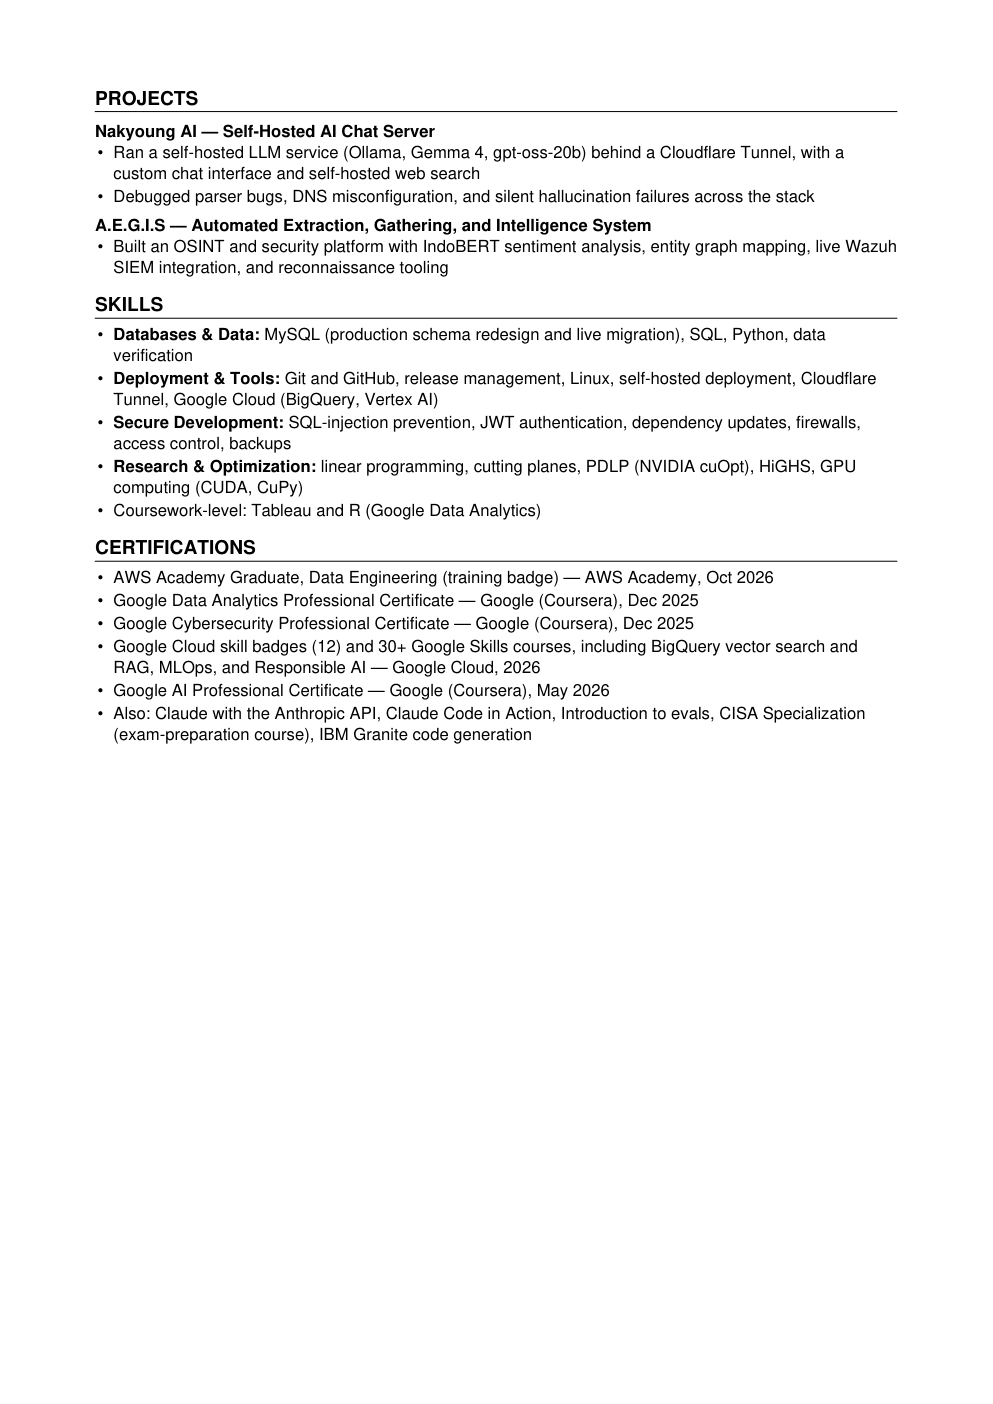 PROJECTS
Nakyoung AI — Self-Hosted AI Chat Server
• Ran a self-hosted LLM service (Ollama, Gemma 4, gpt-oss-20b) behind a Cloudflare Tunnel, with a
custom chat interface and self-hosted web search
• Debugged parser bugs, DNS misconfiguration, and silent hallucination failures across the stack
A.E.G.I.S — Automated Extraction, Gathering, and Intelligence System
• Built an OSINT and security platform with IndoBERT sentiment analysis, entity graph mapping, live Wazuh
SIEM integration, and reconnaissance tooling
SKILLS
• Databases & Data: MySQL (production schema redesign and live migration), SQL, Python, data
verification
• Deployment & Tools: Git and GitHub, release management, Linux, self-hosted deployment, Cloudflare
Tunnel, Google Cloud (BigQuery, Vertex AI)
• Secure Development: SQL-injection prevention, JWT authentication, dependency updates, firewalls,
access control, backups
• Research & Optimization: linear programming, cutting planes, PDLP (NVIDIA cuOpt), HiGHS, GPU
computing (CUDA, CuPy)
• Coursework-level: Tableau and R (Google Data Analytics)
CERTIFICATIONS
• AWS Academy Graduate, Data Engineering (training badge) — AWS Academy, Oct 2026
• Google Data Analytics Professional Certificate — Google (Coursera), Dec 2025
• Google Cybersecurity Professional Certificate — Google (Coursera), Dec 2025
• Google Cloud skill badges (12) and 30+ Google Skills courses, including BigQuery vector search and
RAG, MLOps, and Responsible AI — Google Cloud, 2026
• Google AI Professional Certificate — Google (Coursera), May 2026
• Also: Claude with the Anthropic API, Claude Code in Action, Introduction to evals, CISA Specialization
(exam-preparation course), IBM Granite code generation